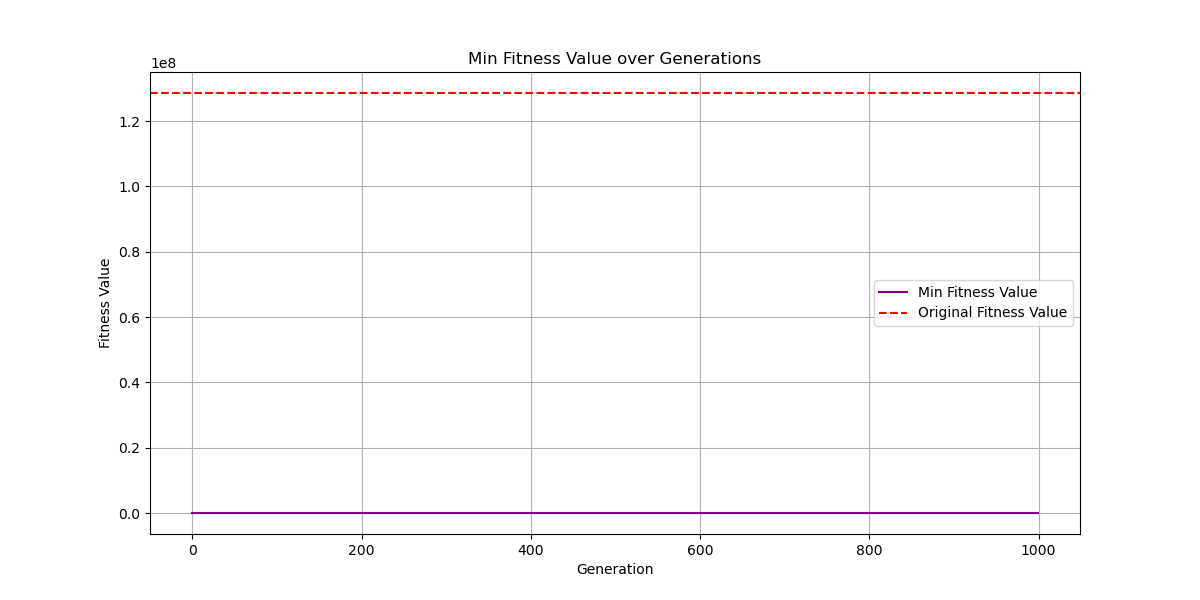 Min Fitness Value over Generations
1e8
1.2
1.0
0.8
0.6
0.4
0.2
0.0
Fitness Value
Min Fitness Value
Original Fitness Value
0 200 400 600 800 1000
Generation